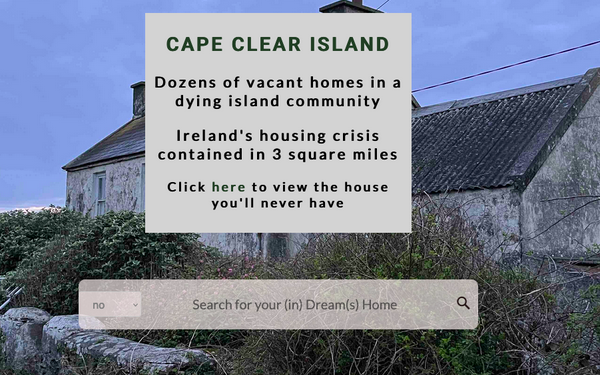 CAPE CLEAR ISLAND
Dozens of vacant homes in a
dying island community
Ireland's housing crisis
contained in 3 square miles
Click here to view the house
you'll never have
no
Search for your (in) Dream(s) Home